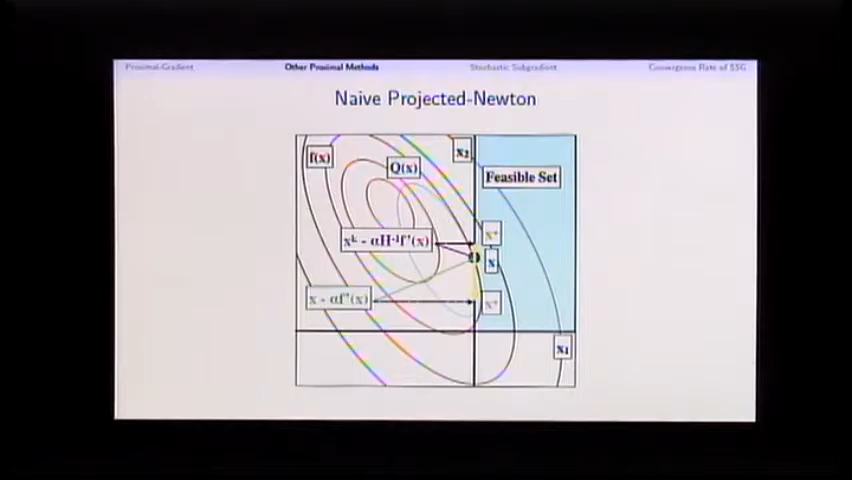 Proximal-Gradient Other Proximal Methods Stochastic Subgradient Convergence Rate of SSG
Naive Projected-Newton
f(x)
Q(x)
x₂
Feasible Set
xᵏ - αH⁻¹f'(x)
x⁺
x
x - αf'(x)
x⁺
x₁